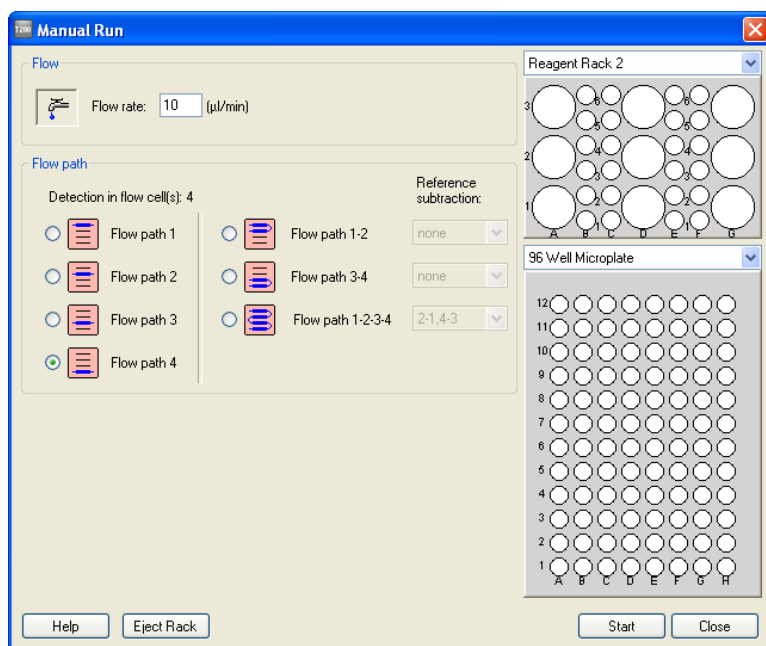 T200 Manual Run
Flow
Flow rate: 10 (µl/min)
Flow path
Detection in flow cell(s): 4
Reference
subtraction:
Flow path 1
Flow path 1-2
none
Flow path 2
Flow path 3-4
none
Flow path 3
Flow path 1-2-3-4
2-1,4-3
Flow path 4
Reagent Rack 2
3
6
6
5
5
2
4
4
3
3
1
2
2
1
1
A B C D E F G
96 Well Microplate
12
11
10
9
8
7
6
5
4
3
2
1
A B C D E F G H
Help
Eject Rack
Start
Close